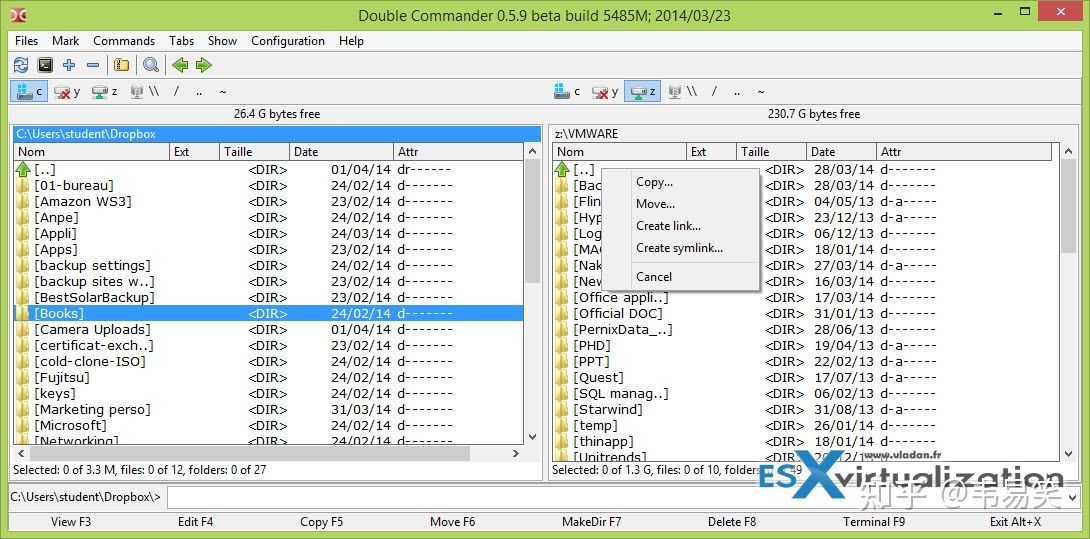 Double Commander 0.5.9 beta build 5485M; 2014/03/23
Files Mark Commands Tabs Show Configuration Help
c y z \\ / .. ~
c y z \\ / .. ~
26.4 G bytes free
230.7 G bytes free
C:\Users\student\Dropbox
Nom Ext Taille Date Attr
[..] <DIR> 01/04/14 dr------
[01-bureau] <DIR> 24/02/14 d-------
[Amazon WS3] <DIR> 23/02/14 d-------
[Anpe] <DIR> 24/02/14 d-------
[Appli] <DIR> 24/02/14 d-------
[Apps] <DIR> 23/02/14 d-------
[backup settings] <DIR> 24/02/14 d-------
[backup sites w..] <DIR> 23/02/14 d-------
[BestSolarBackup] <DIR> 23/02/14 d-------
[Books] <DIR> 24/02/14 d-------
[Camera Uploads] <DIR> 01/04/14 d-------
[certificat-exch..] <DIR> 23/02/14 d-------
[cold-clone-ISO] <DIR> 24/02/14 d-------
[Fujitsu] <DIR> 24/02/14 d-------
[keys] <DIR> 24/02/14 d-------
[Marketing perso] <DIR> 31/03/14 d-------
[Microsoft] <DIR> 24/02/14 d-------
[Networking] <DIR> 24/02/14 d-------
Selected: 0 of 3.3 M, files: 0 of 12, folders: 0 of 27
z:\VMWARE
Nom Ext Taille Date Attr
[..] <DIR> 28/03/14 d-------
[Bac <DIR> 28/03/14 d-------
[Flin <DIR> 04/05/13 d-a-----
[Hyp <DIR> 23/12/13 d-a-----
[Log <DIR> 06/12/13 d-------
[MAC <DIR> 18/01/14 d-------
[Nak <DIR> 27/03/14 d-a-----
[New <DIR> 16/02/13 d-a-----
[Office appli..] <DIR> 17/03/14 d-------
[Official DOC] <DIR> 31/01/13 d-------
[PernixData_..] <DIR> 28/06/13 d-------
[PHD] <DIR> 19/12/13 d-a-----
[PPT] <DIR> 22/02/13 d-a-----
[Quest] <DIR> 17/07/13 d-a-----
[SQL manag..] <DIR> 03/02/14 d-------
[Starwind] <DIR> 31/08/13 d-a-----
[temp] <DIR> 26/01/14 d-------
[thinapp] <DIR> 18/01/14 d-------
[Unitrends] <DIR>
Copy...
Move...
Create link...
Create symlink...
Cancel
Selected: 0 of 1.3 G, files: 0 of 10, folders: 49
www.vladan.fr
ESXvirtualization
知乎 @韦易笑
C:\Users\student\Dropbox\>
View F3 Edit F4 Copy F5 Move F6 MakeDir F7 Delete F8 Terminal F9 Exit Alt+X